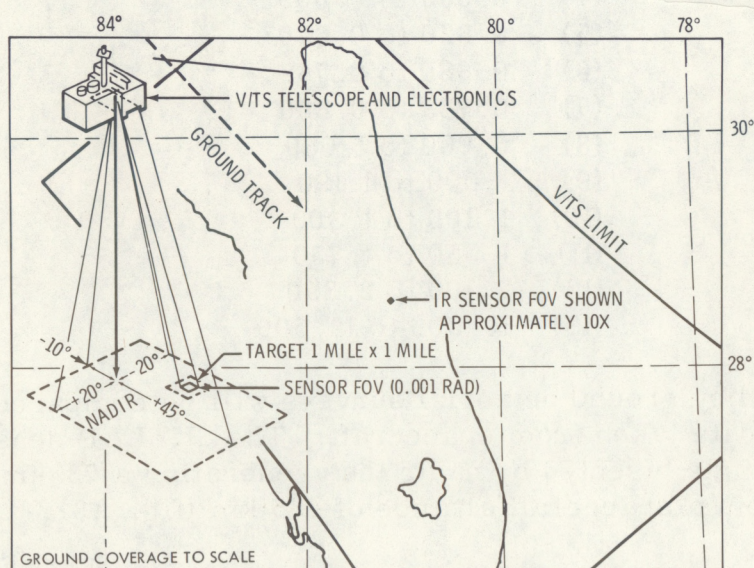 84° 82° 80° 78°
V/TS TELESCOPE AND ELECTRONICS
30°
GROUND TRACK
V/TS LIMIT
IR SENSOR FOV SHOWN
APPROXIMATELY 10X
-10°
-20°
TARGET 1 MILE x 1 MILE
28°
+20°
+45°
SENSOR FOV (0.001 RAD)
NADIR
GROUND COVERAGE TO SCALE